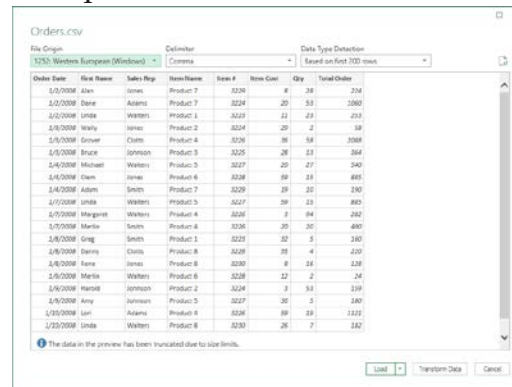 Orders.csv
File Origin Delimiter Data Type Detection
1252: Western European (Windows) Comma Based on first 200 rows
Order Date First Name Sales Rep Item Name Item # Item Cost Qty Total Order
1/2/2008 Alan Jones Product 7 3229 8 28 224
1/2/2008 Dane Adams Product 7 3224 20 53 1060
1/2/2008 Linda Walters Product 1 3225 11 23 253
1/3/2008 Wally Jones Product 2 3224 29 2 58
1/3/2008 Grover Clotts Product 4 3226 36 58 2088
1/3/2008 Bruce Johnson Product 3 3225 28 13 364
1/4/2008 Michael Walters Product 5 3227 20 27 540
1/4/2008 Jones Product 6 3228 59 15 885
1/4/2008 Adam Smith Product 7 3229 19 10 190
1/7/2008 Linda Walters Product 5 3227 59 15 885
1/7/2008 Margaret Walters Product 4 3226 3 94 282
1/7/2008 Merlin Smith Product 4 3226 20 20 400
1/8/2008 Greg Smith Product 1 3223 32 5 160
1/8/2008 Danny Clotts Product 8 55 4 220
1/8/2008 Jones Product 8 3230 8 16 128
1/9/2008 Merlin Walters Product 6 3228 12 2 24
1/9/2008 Harold Johnson Product 2 3224 3 53 159
1/9/2008 Amy Johnson Product 5 3227 36 5 180
1/10/2008 Lori Adams Product 4 3226 59 19 1121
1/10/2008 Linda Walters Product 8 3230 26 7 182
The data in the preview has been truncated due to size limits.
Load Transform Data Cancel